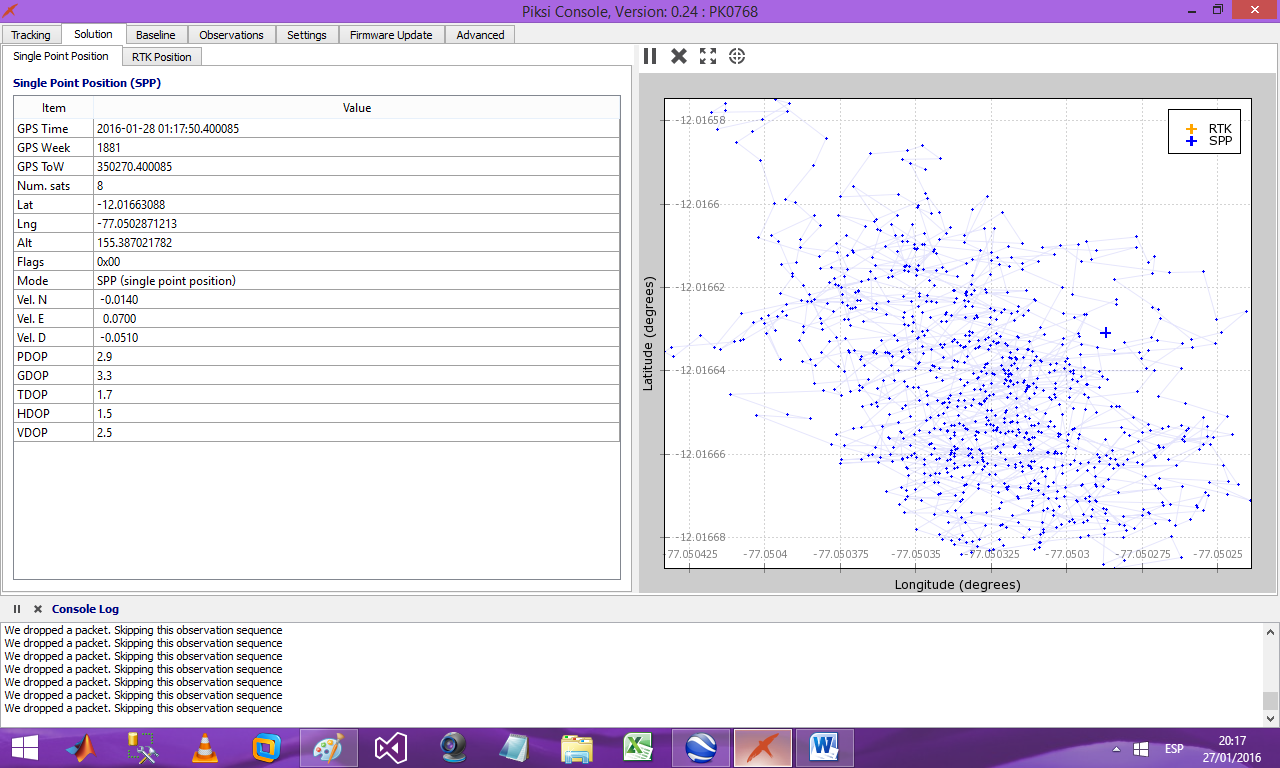 Piksi Console, Version: 0.24 : PK0768
Tracking Solution Baseline Observations Settings Firmware Update Advanced
Single Point Position RTK Position
Single Point Position (SPP)
Item Value
GPS Time 2016-01-28 01:17:50.400085
GPS Week 1881
GPS ToW 350270.400085
Num. sats 8
Lat -12.01663088
Lng -77.0502871213
Alt 155.387021782
Flags 0x00
Mode SPP (single point position)
Vel. N -0.0140
Vel. E 0.0700
Vel. D -0.0510
PDOP 2.9
GDOP 3.3
TDOP 1.7
HDOP 1.5
VDOP 2.5
RTK
SPP
Latitude (degrees)
-12.01658
-12.0166
-12.01662
-12.01664
-12.01666
-12.01668
-77.050425 -77.0504 -77.050375 -77.05035 -77.050325 -77.0503 -77.050275 -77.05025
Longitude (degrees)
Console Log
We dropped a packet. Skipping this observation sequence
We dropped a packet. Skipping this observation sequence
We dropped a packet. Skipping this observation sequence
We dropped a packet. Skipping this observation sequence
We dropped a packet. Skipping this observation sequence
We dropped a packet. Skipping this observation sequence
We dropped a packet. Skipping this observation sequence
ESP
20:17
27/01/2016